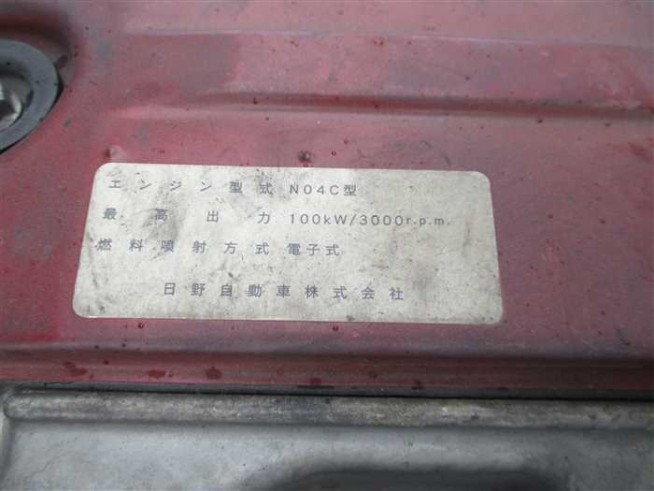 エンジン型式 N04C型
最高出力 100kW/3000r.p.m.
燃料噴射方式 電子式
日野自動車株式会社